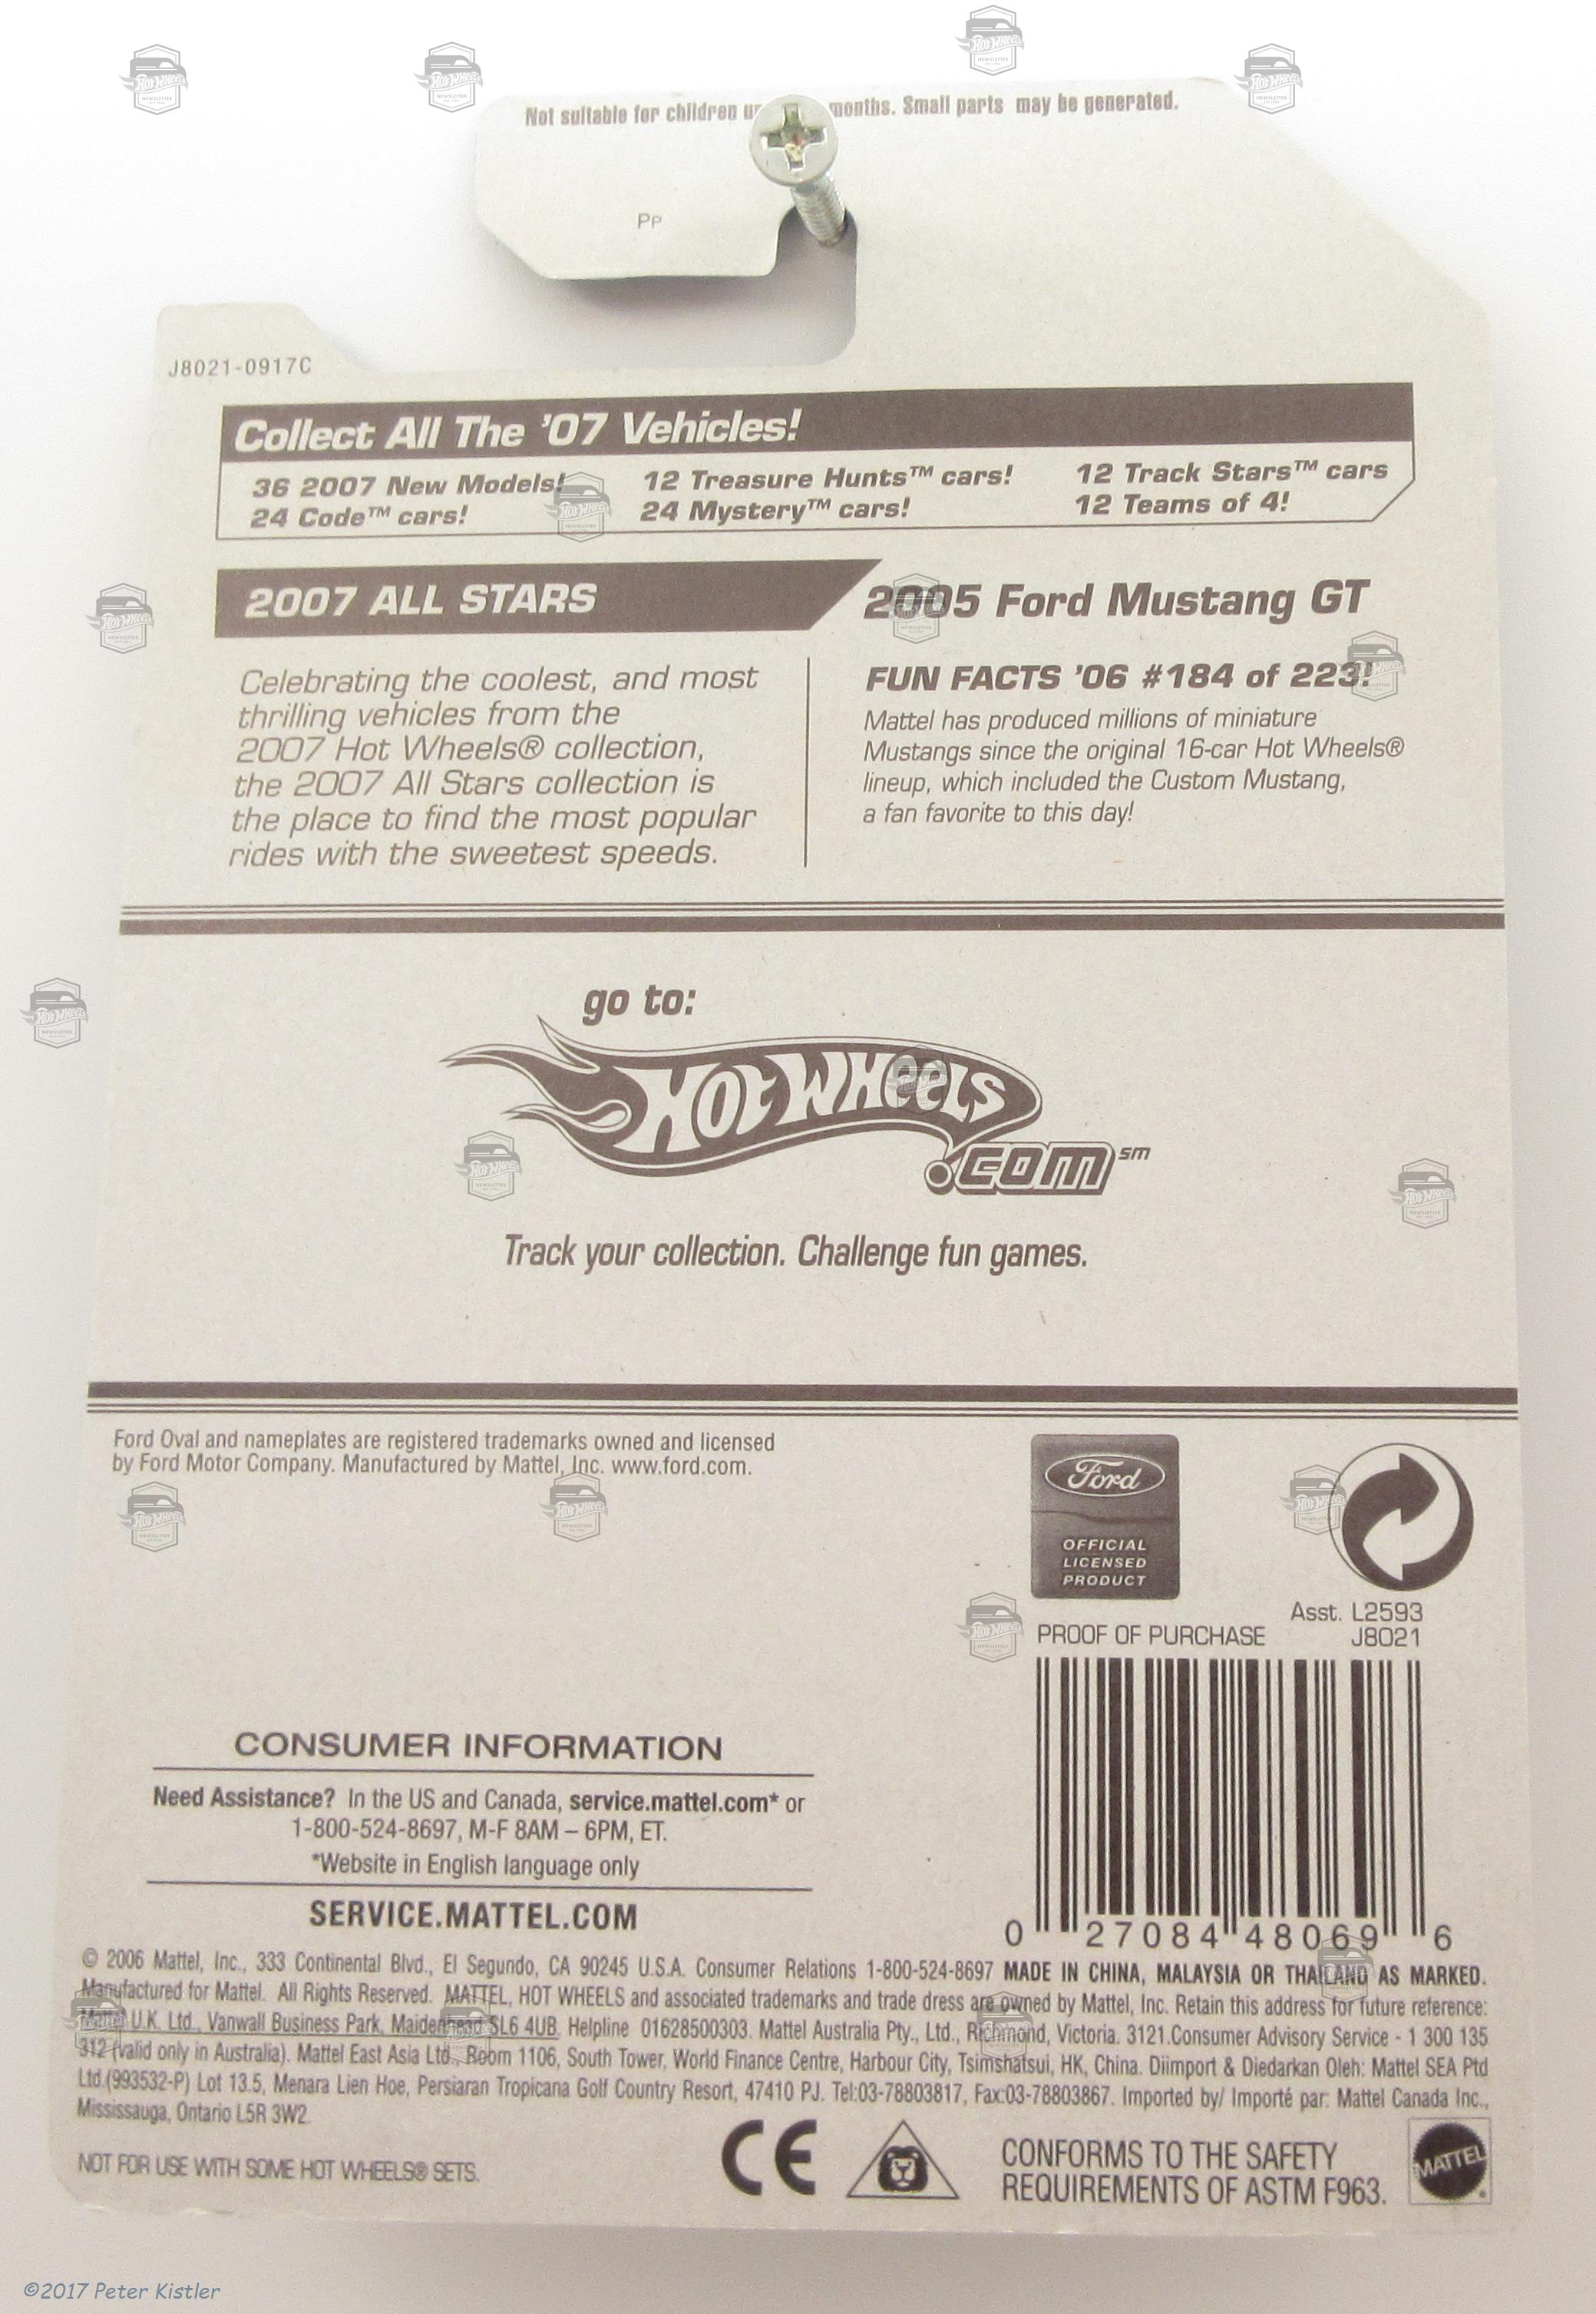 Not suitable for children months. Small parts may be generated.
PP
J8021-0917C
Collect All The '07 Vehicles!
36 2007 New Models! 12 Treasure Hunts™ cars! 12 Track Stars™ cars
24 Code™ cars! 24 Mystery™ cars! 12 Teams of 4!
2007 ALL STARS
Celebrating the coolest, and most
thrilling vehicles from the
2007 Hot Wheels® collection,
the 2007 All Stars collection is
the place to find the most popular
rides with the sweetest speeds.
2005 Ford Mustang GT
FUN FACTS '06 #184 of 223!
Mattel has produced millions of miniature
Mustangs since the original 16-car Hot Wheels®
lineup, which included the Custom Mustang,
a fan favorite to this day!
go to:
HOT WHEELS
.COM℠
Track your collection. Challenge fun games.
Ford Oval and nameplates are registered trademarks owned and licensed
by Ford Motor Company. Manufactured by Mattel, Inc. www.ford.com.
Ford
OFFICIAL
LICENSED
PRODUCT
Asst. L2593
PROOF OF PURCHASE J8021
0 27084 48069 6
CONSUMER INFORMATION
Need Assistance? In the US and Canada, service.mattel.com* or
1-800-524-8697, M-F 8AM – 6PM, ET.
*Website in English language only
SERVICE.MATTEL.COM
© 2006 Mattel, Inc., 333 Continental Blvd., El Segundo, CA 90245 U.S.A. Consumer Relations 1-800-524-8697 MADE IN CHINA, MALAYSIA OR THAILAND AS MARKED.
Manufactured for Mattel. All Rights Reserved. MATTEL, HOT WHEELS and associated trademarks and trade dress are owned by Mattel, Inc. Retain this address for future reference:
Mattel U.K. Ltd., Vanwall Business Park, Maidenhead SL6 4UB. Helpline 01628500303. Mattel Australia Pty., Ltd., Richmond, Victoria. 3121.Consumer Advisory Service - 1 300 135
312 (valid only in Australia). Mattel East Asia Ltd., Room 1106, South Tower, World Finance Centre, Harbour City, Tsimshatsui, HK, China. Diimport & Diedarkan Oleh: Mattel SEA Ptd
Ltd.(993532-P) Lot 13.5, Menara Lien Hoe, Persiaran Tropicana Golf Country Resort, 47410 PJ. Tel:03-78803817, Fax:03-78803867. Imported by/ Importé par: Mattel Canada Inc.,
Mississauga, Ontario L5R 3W2.
NOT FOR USE WITH SOME HOT WHEELS® SETS.
CE
CONFORMS TO THE SAFETY
REQUIREMENTS OF ASTM F963.
MATTEL
©2017 Peter Kistler